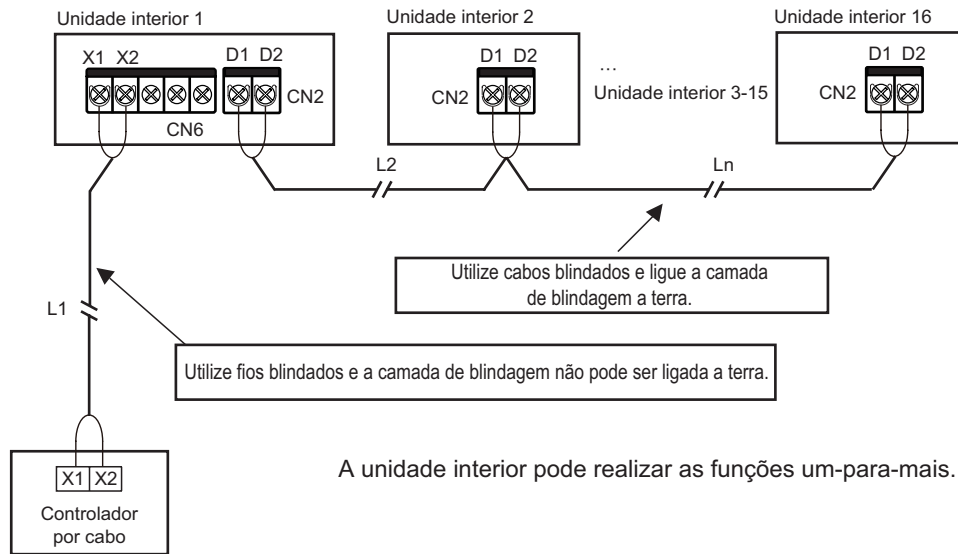 Unidade interior 1
Unidade interior 2
Unidade interior 16
X1 X2
D1 D2
CN2
CN6
D1 D2
CN2
...
Unidade interior 3-15
D1 D2
CN2
L2
Ln
Utilize cabos blindados e ligue a camada
de blindagem a terra.
L1
Utilize fios blindados e a camada de blindagem não pode ser ligada a terra.
X1 X2
Controlador
por cabo
A unidade interior pode realizar as funções um-para-mais.